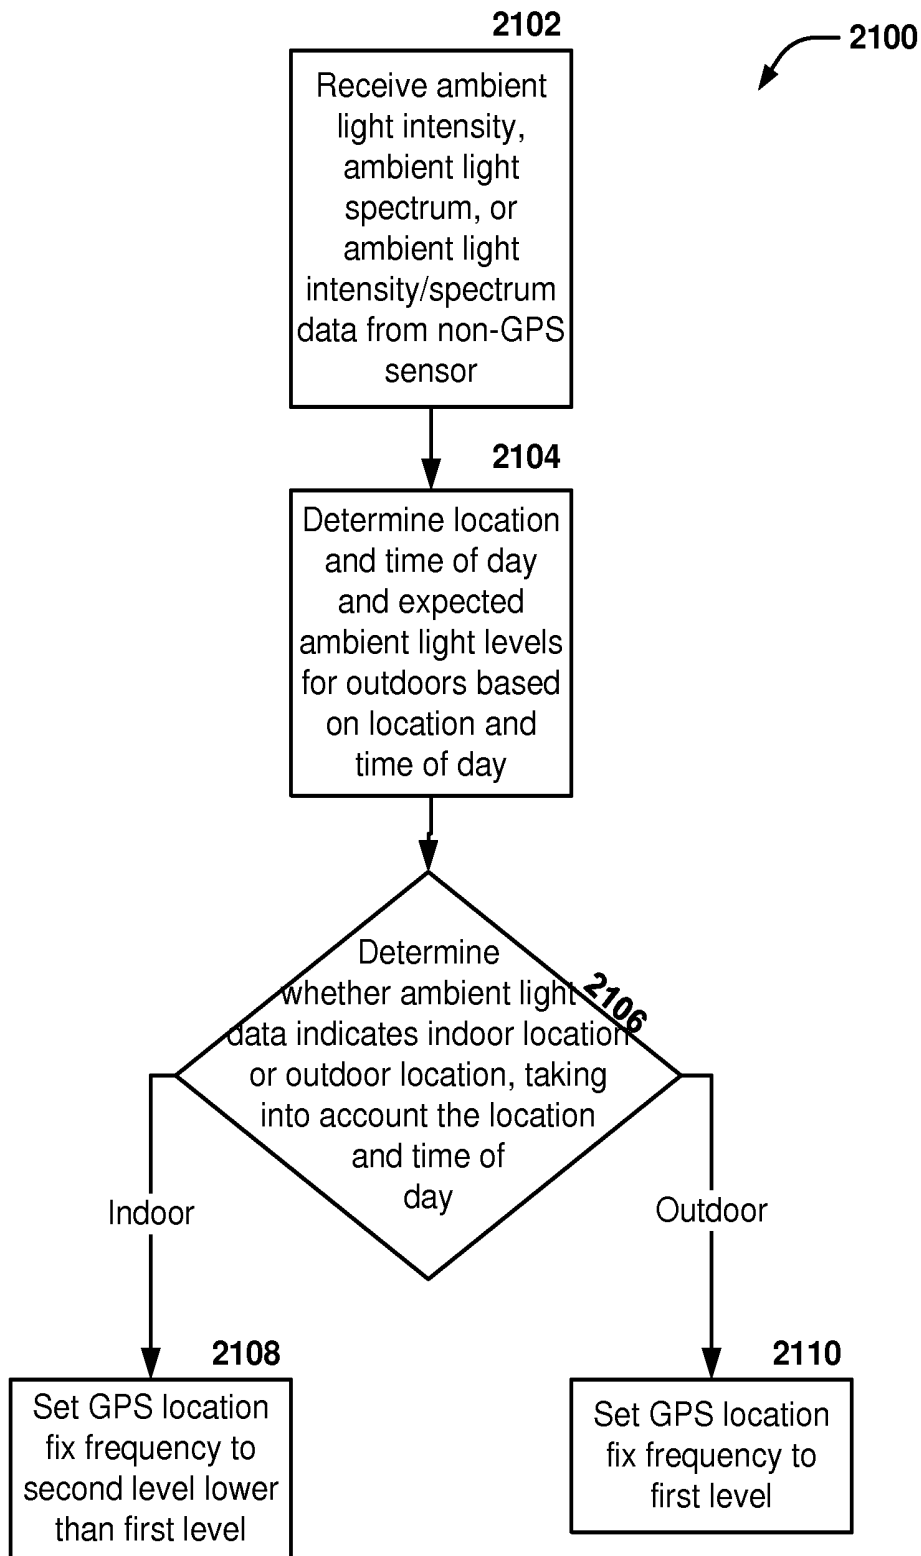 2102
2100
Receive ambient
light intensity,
ambient light
spectrum, or
ambient light
intensity/spectrum
data from non-GPS
sensor
2104
Determine location
and time of day
and expected
ambient light levels
for outdoors based
on location and
time of day
Determine
whether ambient light
2106
data indicates indoor location
or outdoor location, taking
into account the location
and time of
day
Indoor
Outdoor
2108
2110
Set GPS location
fix frequency to
second level lower
than first level
Set GPS location
fix frequency to
first level